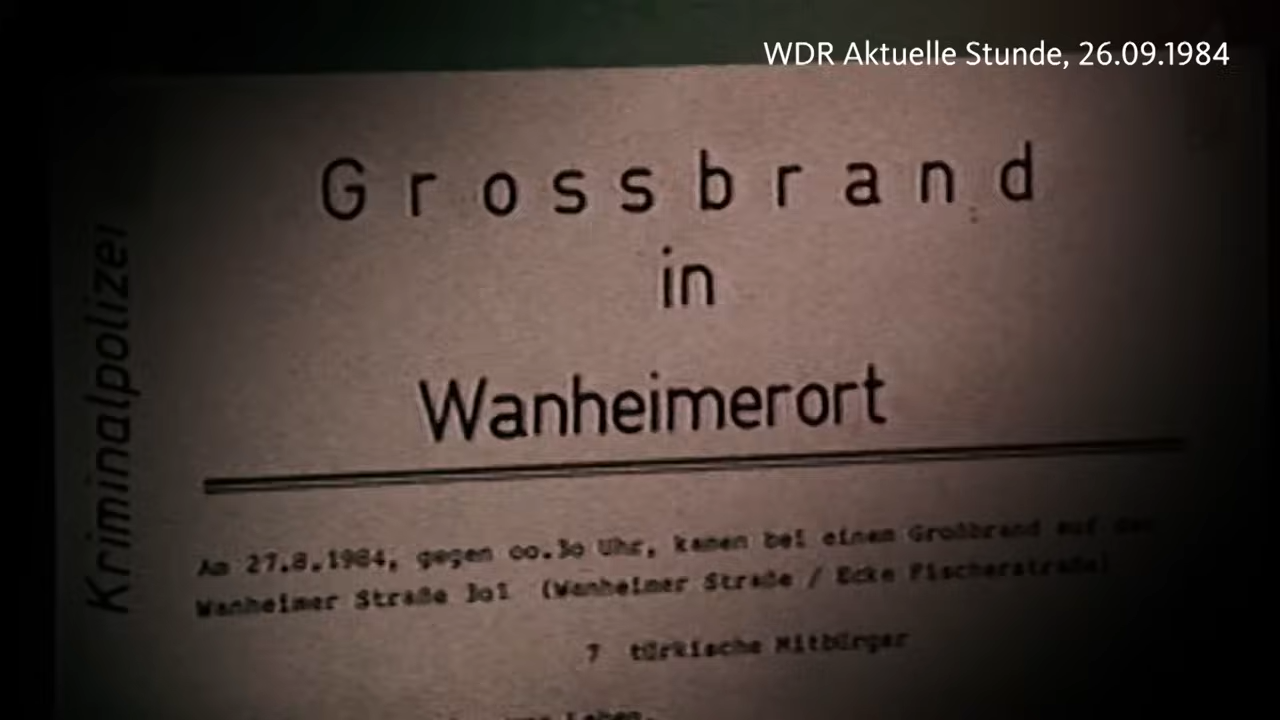 WDR Aktuelle Stunde, 26.09.1984
Grossbrand
in
Wanheimerort
Kriminalpolizei
Am 27.8.1984, gegen oo.3o Uhr, kamen bei einem Großbrand auf der
Wanheimer Straße 3o1 (Wanheimer Straße / Ecke Fischerstraße)
7 türkische Mitbürger
Leben.